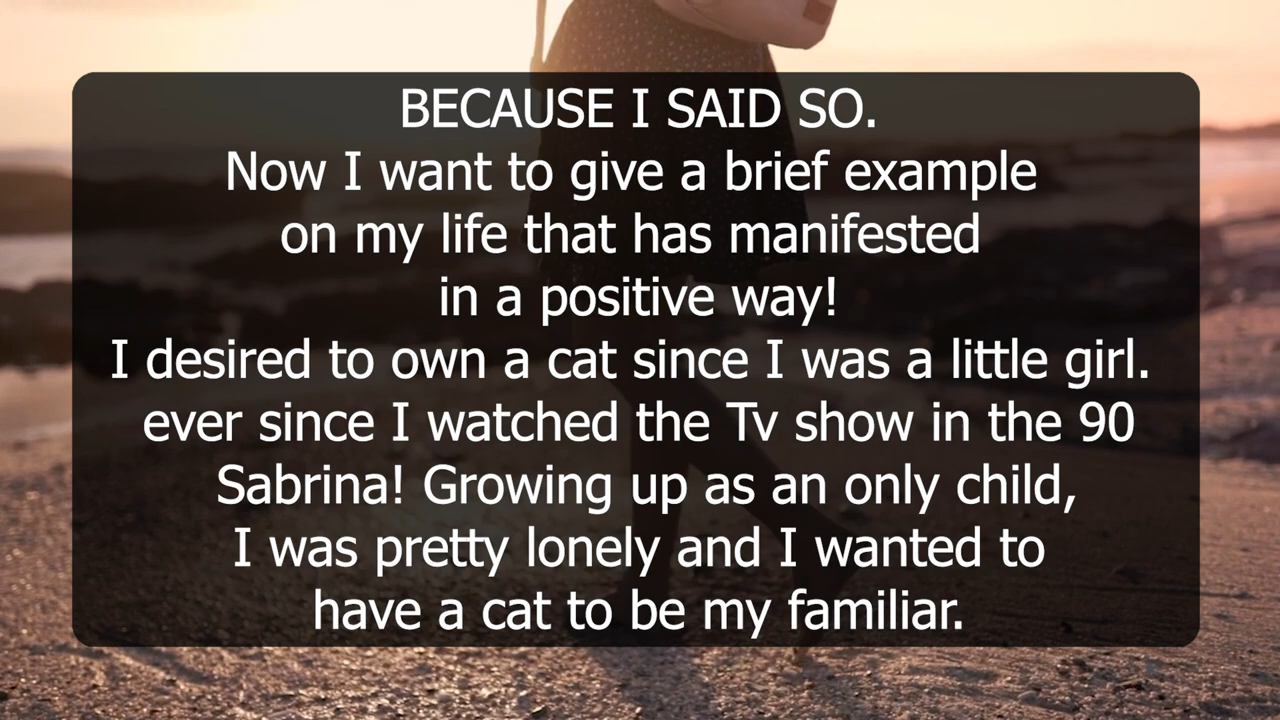 BECAUSE I SAID SO.
Now I want to give a brief example
on my life that has manifested
in a positive way!
I desired to own a cat since I was a little girl.
ever since I watched the Tv show in the 90
Sabrina! Growing up as an only child,
I was pretty lonely and I wanted to
have a cat to be my familiar.